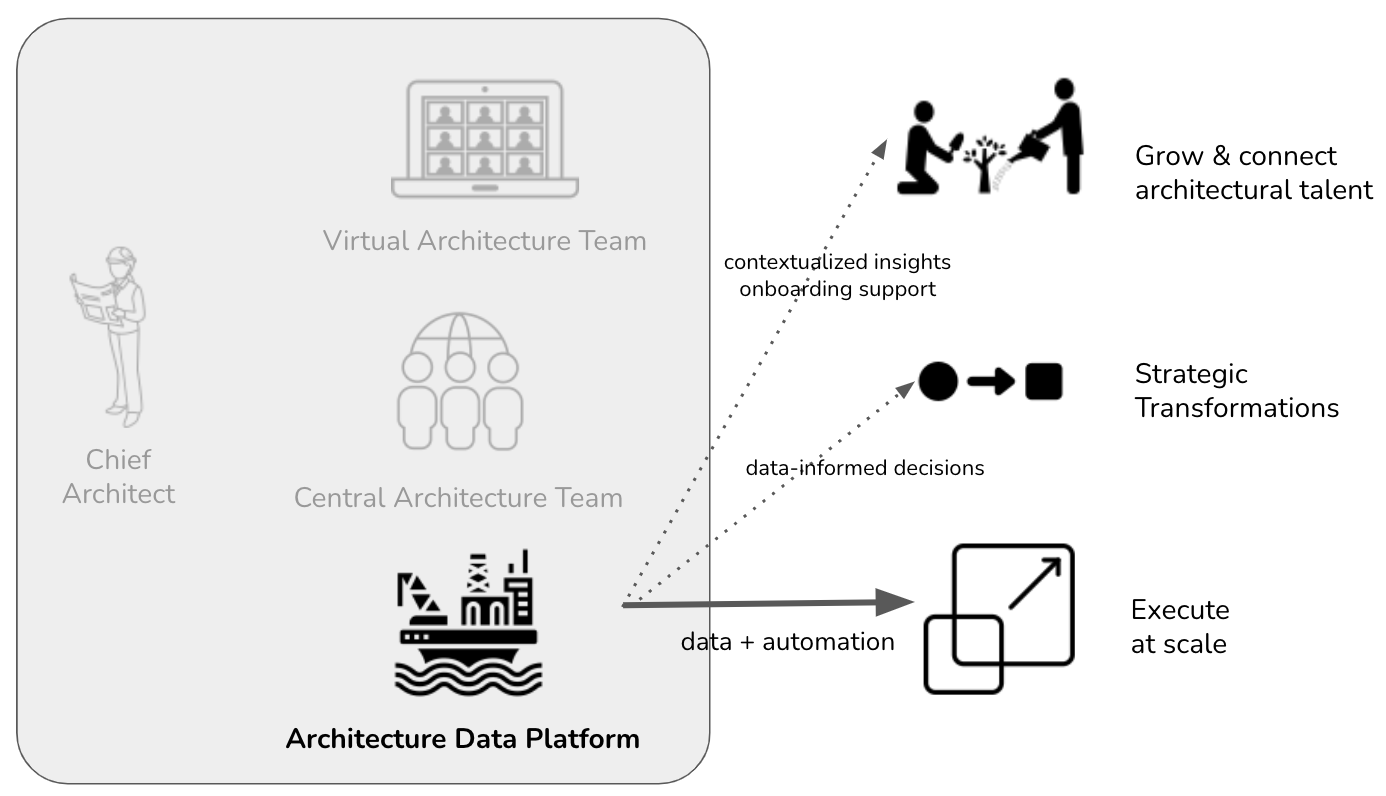 Virtual Architecture Team
Chief
Architect
Central Architecture Team
Architecture Data Platform
contextualized insights
onboarding support
data-informed decisions
data + automation
Grow & connect
architectural talent
Strategic
Transformations
Execute
at scale